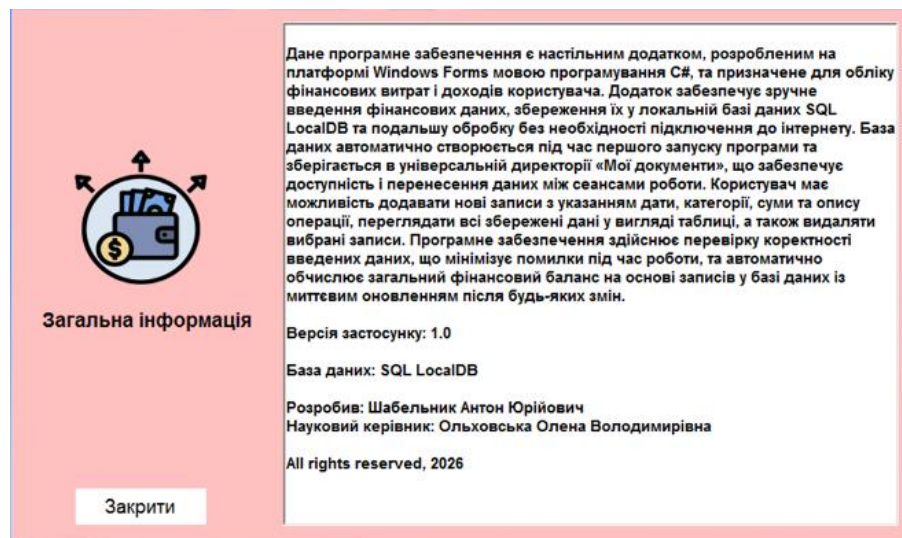 Дане програмне забезпечення є настільним додатком, розробленим на
платформі Windows Forms мовою програмування C#, та призначене для обліку
фінансових витрат і доходів користувача. Додаток забезпечує зручне
введення фінансових даних, збереження їх у локальній базі даних SQL
LocalDB та подальшу обробку без необхідності підключення до інтернету. База
даних автоматично створюється під час першого запуску програми та
зберігається в універсальній директорії «Мої документи», що забезпечує
доступність і перенесення даних між сеансами роботи. Користувач має
можливість додавати нові записи з указанням дати, категорії, суми та опису
операції, переглядати всі збережені дані у вигляді таблиці, а також видаляти
вибрані записи. Програмне забезпечення здійснює перевірку коректності
введених даних, що мінімізує помилки під час роботи, та автоматично
обчислює загальний фінансовий баланс на основі записів у базі даних із
миттєвим оновленням після будь-яких змін.
Версія застосунку: 1.0
База даних: SQL LocalDB
Розробив: Шабельник Антон Юрійович
Науковий керівник: Ольховська Олена Володимирівна
All rights reserved, 2026
$
Загальна інформація
Закрити